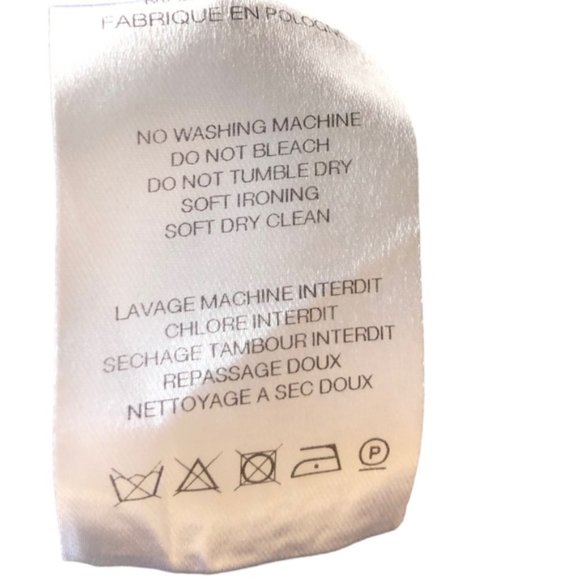 FABRIQUE EN POLOGNE
NO WASHING MACHINE
DO NOT BLEACH
DO NOT TUMBLE DRY
SOFT IRONING
SOFT DRY CLEAN
LAVAGE MACHINE INTERDIT
CHLORE INTERDIT
SECHAGE TAMBOUR INTERDIT
REPASSAGE DOUX
NETTOYAGE A SEC DOUX
P